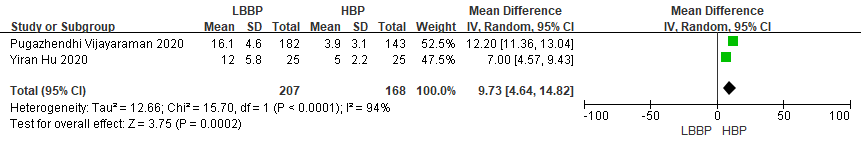 LBBP HBP Mean Difference Mean Difference
Study or Subgroup Mean SD Total Mean SD Total Weight IV, Random, 95% CI IV, Random, 95% CI
Pugazhendhi Vijayaraman 2020 16.1 4.6 182 3.9 3.1 143 52.5% 12.20 [11.36, 13.04]
Yiran Hu 2020 12 5.8 25 5 2.2 25 47.5% 7.00 [4.57, 9.43]
Total (95% CI) 207 168 100.0% 9.73 [4.64, 14.82]
Heterogeneity: Tau² = 12.66; Chi² = 15.70, df = 1 (P < 0.0001); I² = 94%
Test for overall effect: Z = 3.75 (P = 0.0002)
-100 -50 0 50 100
LBBP HBP